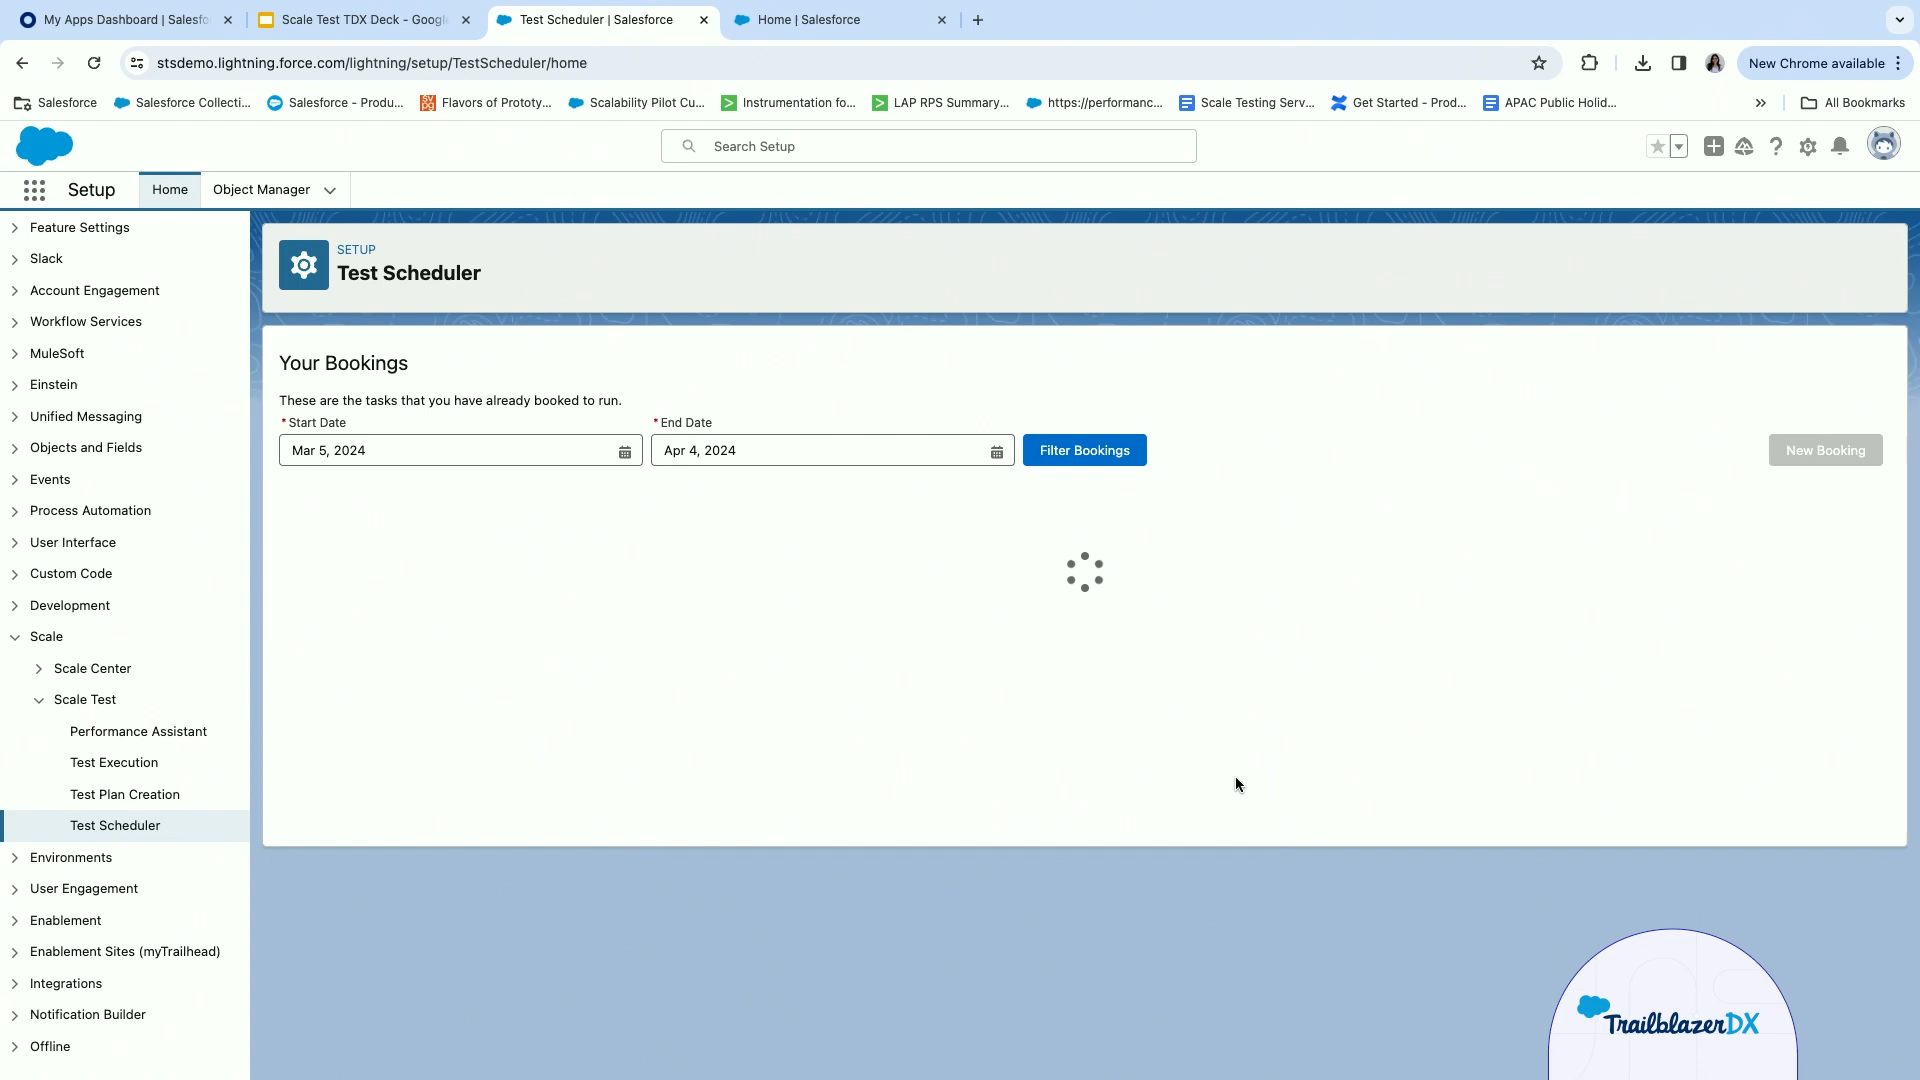 My Apps Dashboard | Salesfo
Scale Test TDX Deck - Google
Test Scheduler | Salesforce
Home | Salesforce
stsdemo.lightning.force.com/lightning/setup/TestScheduler/home
New Chrome available
Salesforce
Salesforce Collecti...
Salesforce - Produ...
Flavors of Prototy...
Scalability Pilot Cu...
Instrumentation fo...
LAP RPS Summary...
https://performanc...
Scale Testing Serv...
Get Started - Prod...
APAC Public Holid...
All Bookmarks
Search Setup
Setup
Home
Object Manager
Feature Settings
Slack
Account Engagement
Workflow Services
MuleSoft
Einstein
Unified Messaging
Objects and Fields
Events
Process Automation
User Interface
Custom Code
Development
Scale
Scale Center
Scale Test
Performance Assistant
Test Execution
Test Plan Creation
Test Scheduler
Environments
User Engagement
Enablement
Enablement Sites (myTrailhead)
Integrations
Notification Builder
Offline
SETUP
Test Scheduler
Your Bookings
These are the tasks that you have already booked to run.
* Start Date
* End Date
Mar 5, 2024
Apr 4, 2024
Filter Bookings
New Booking
TrailblazerDX